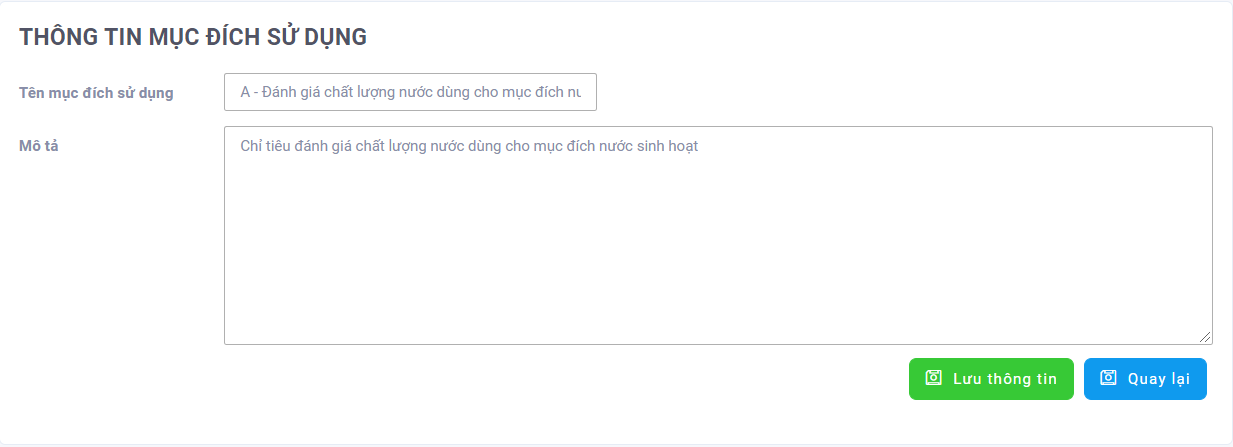 THÔNG TIN MỤC ĐÍCH SỬ DỤNG
Tên mục đích sử dụng
A - Đánh giá chất lượng nước dùng cho mục đích
Mô tả
Chỉ tiêu đánh giá chất lượng nước dùng cho mục đích nước sinh hoạt
Lưu thông tin
Quay lại